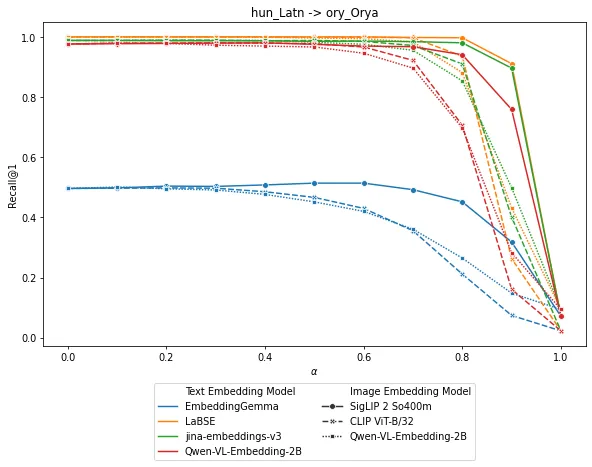 hun_Latn -> ory_Orya
Recall@1
1.0
0.8
0.6
0.4
0.2
0.0
0.0 0.2 0.4 0.6 0.8 1.0
α
Text Embedding Model
EmbeddingGemma
LaBSE
jina-embeddings-v3
Qwen-VL-Embedding-2B
Image Embedding Model
SigLIP 2 So400m
CLIP ViT-B/32
Qwen-VL-Embedding-2B